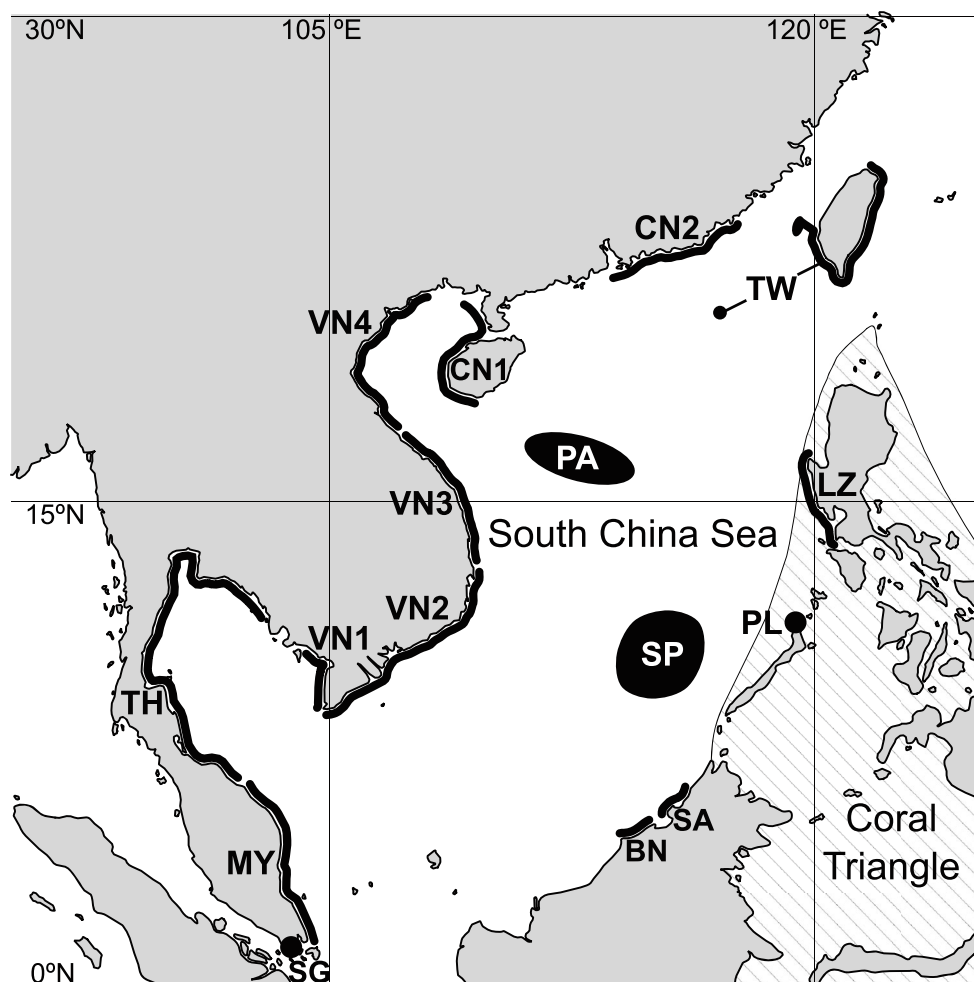 30ºN
105 ºE
120 ºE
CN2
TW
VN4
CN1
PA
LZ
VN3
15ºN
South China Sea
VN2
PL
VN1
SP
TH
Coral
Triangle
SA
BN
MY
SG
0ºN